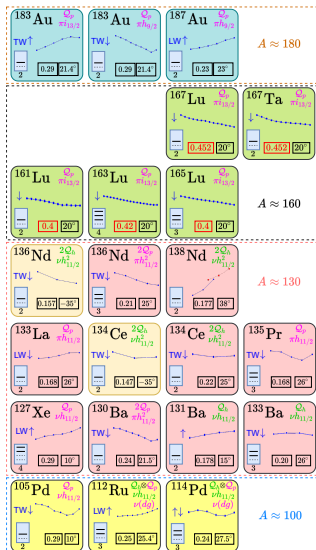 183Au Qp πi13/2 TW↑ 0.29 21.4° 2
183Au Qp πh9/2 TW↓ 0.29 21.4° 2
187Au Qp πh9/2 LW↑ 0.23 23° 2
A ≈ 180
167Lu Qp πi13/2 ↓ 0.452 20° 2
167Ta Qp πi13/2 ↓ 0.452 20° 2
161Lu Qp πi13/2 ↓ 0.4 20° 2
163Lu Qp πi13/2 ↓ 0.42 20° 4
165Lu Qp πi13/2 ↓ 0.4 20° 3
A ≈ 160
136Nd 2Qh νh²11/2 TW↓ 0.157 −35° 2
136Nd 2Qp πh²11/2 TW↓ 0.21 25° 3
138Nd 2Qh νh²11/2 ↑ 0.177 38° 2
A ≈ 130
133La Qp πh11/2 LW↑ 0.168 26° 2
134Ce 2Qh νh²11/2 TW↓ 0.147 −35° 2
134Ce 2Qh νh²11/2 TW↓ 0.22 25° 2
135Pr Qp πh11/2 TW↓ 0.168 26° 3
127Xe Qp νh11/2 LW↑ 0.29 10° 4
130Ba 2Qp πh²11/2 TW↓ 0.24 21.5° 2
131Ba Qh νh11/2 ↑ 0.178 15° 2
133Ba Qh νh11/2 TW↓ 0.20 26° 2
105Pd Qp νh11/2 TW↓ 0.29 10° 2
112Ru Qh⊗Qp νh11/2 ν(dg) LW↑ 0.25 25.4° 3
114Pd Qh⊗Qp νh11/2 ν(dg) ↑↓ 0.24 27.5° 3
A ≈ 100